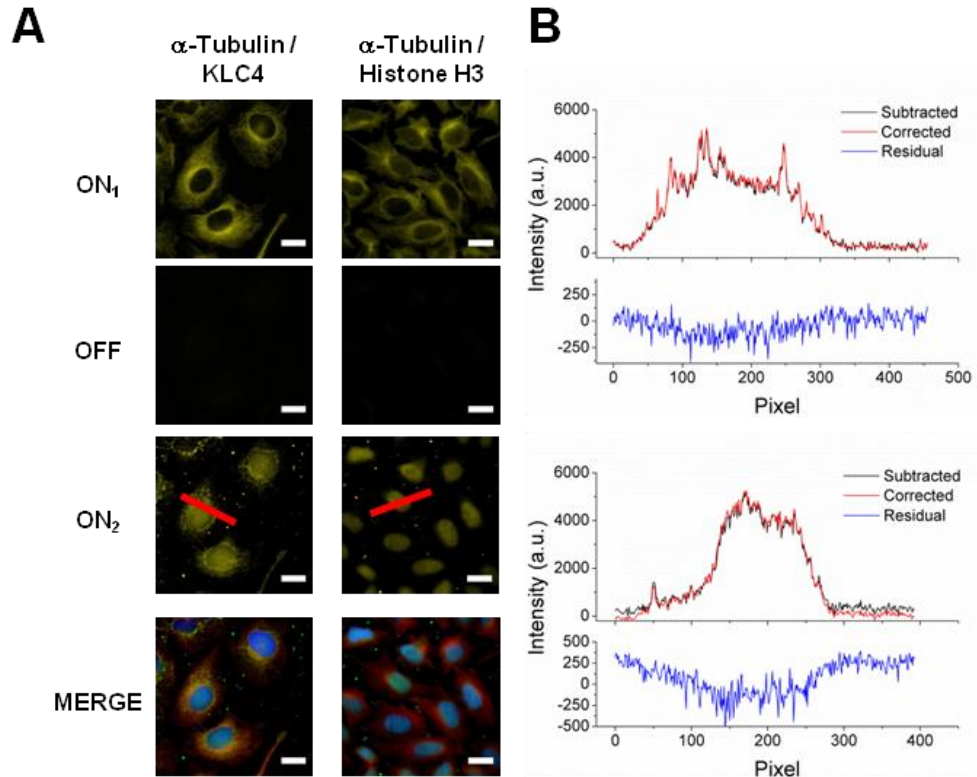 A
α-Tubulin /
KLC4
α-Tubulin /
Histone H3
ON₁
OFF
ON₂
MERGE
B
6000
4000
2000
0
Intensity (a.u.)
Subtracted
Corrected
Residual
250
0
-250
0 100 200 300 400 500
Pixel
6000
4000
2000
0
Intensity (a.u.)
Subtracted
Corrected
Residual
500
250
0
-250
-500
0 100 200 300 400
Pixel